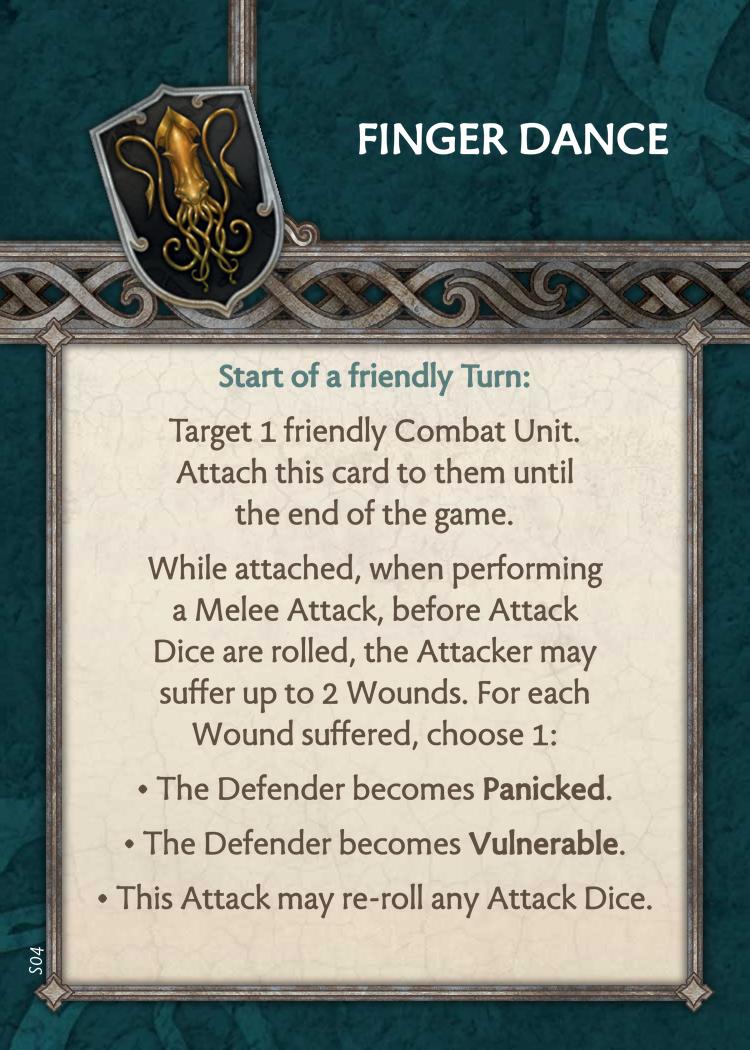 FINGER DANCE
Start of a friendly Turn:
Target 1 friendly Combat Unit.
Attach this card to them until
the end of the game.
While attached, when performing
a Melee Attack, before Attack
Dice are rolled, the Attacker may
suffer up to 2 Wounds. For each
Wound suffered, choose 1:
• The Defender becomes Panicked.
• The Defender becomes Vulnerable.
• This Attack may re-roll any Attack Dice.
S04